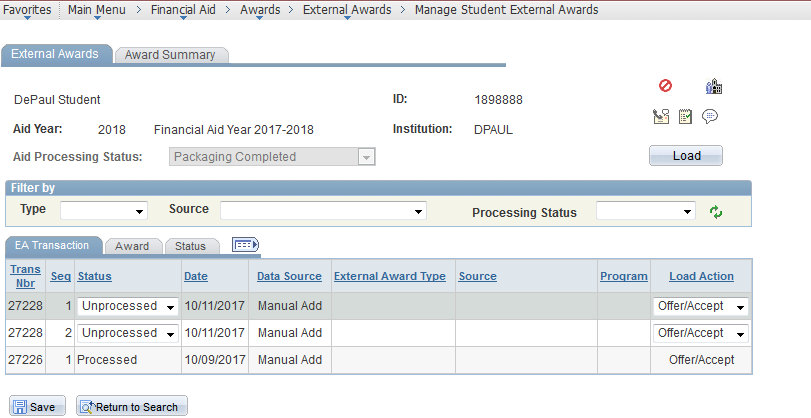 Favorites Main Menu > Financial Aid > Awards > External Awards > Manage Student External Awards
External Awards Award Summary
DePaul Student ID: 1898888
Aid Year: 2018 Financial Aid Year 2017-2018 Institution: DPAUL
Aid Processing Status: Packaging Completed Load
Filter by
Type Source Processing Status
EA Transaction Award Status
Trans Nbr Seq Status Date Data Source External Award Type Source Program Load Action
27228 1 Unprocessed 10/11/2017 Manual Add Offer/Accept
27228 2 Unprocessed 10/11/2017 Manual Add Offer/Accept
27226 1 Processed 10/09/2017 Manual Add Offer/Accept
Save Return to Search